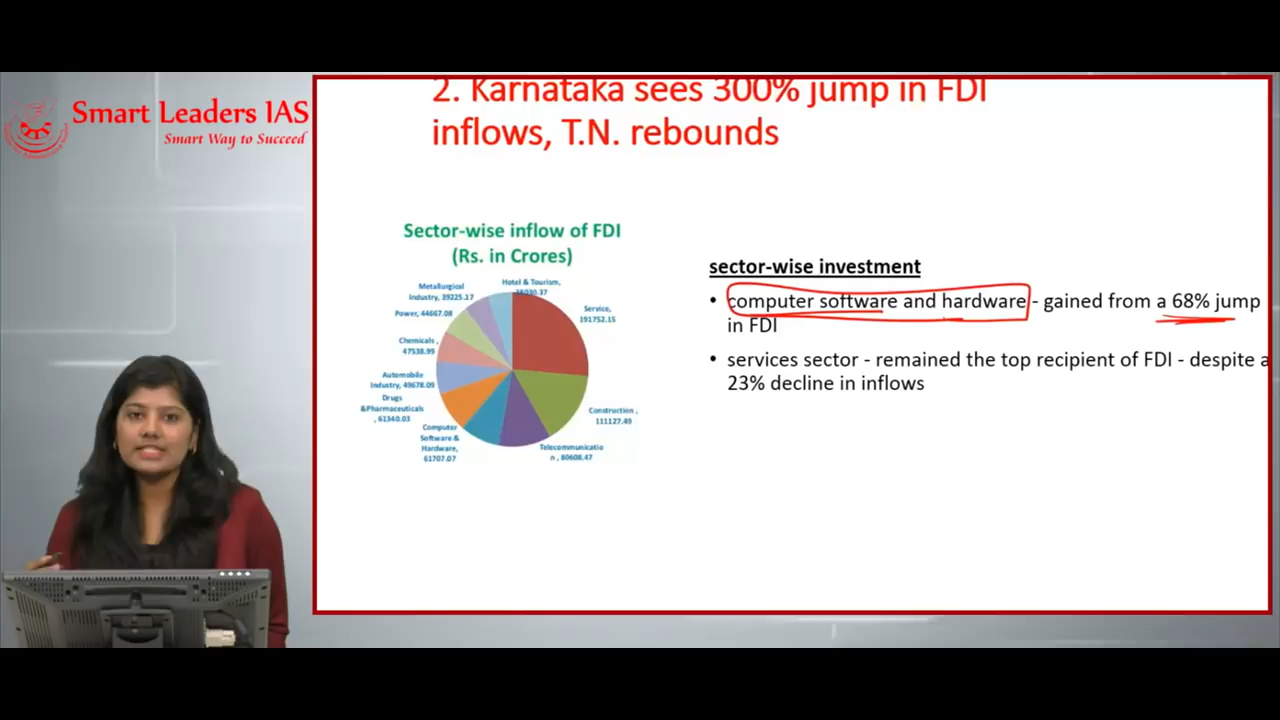 Smart Leaders IAS
Smart Way to Succeed
2. Karnataka sees 300% jump in FDI
inflows, T.N. rebounds
Sector-wise inflow of FDI
(Rs. in Crores)
Hotel & Tourism,
Service,
191752.15
Construction ,
111127.49
Telecommunicatio
n , 80608.47
Computer
Software &
Hardware,
61707.07
Drugs
&Pharmaceuticals
, 61340.03
Automobile
Industry, 49678.09
Chemicals ,
47538.99
Power, 44667.08
Metallurgical
Industry, 39225.17
sector-wise investment
• computer software and hardware - gained from a 68% jump
in FDI
• services sector - remained the top recipient of FDI - despite a
23% decline in inflows